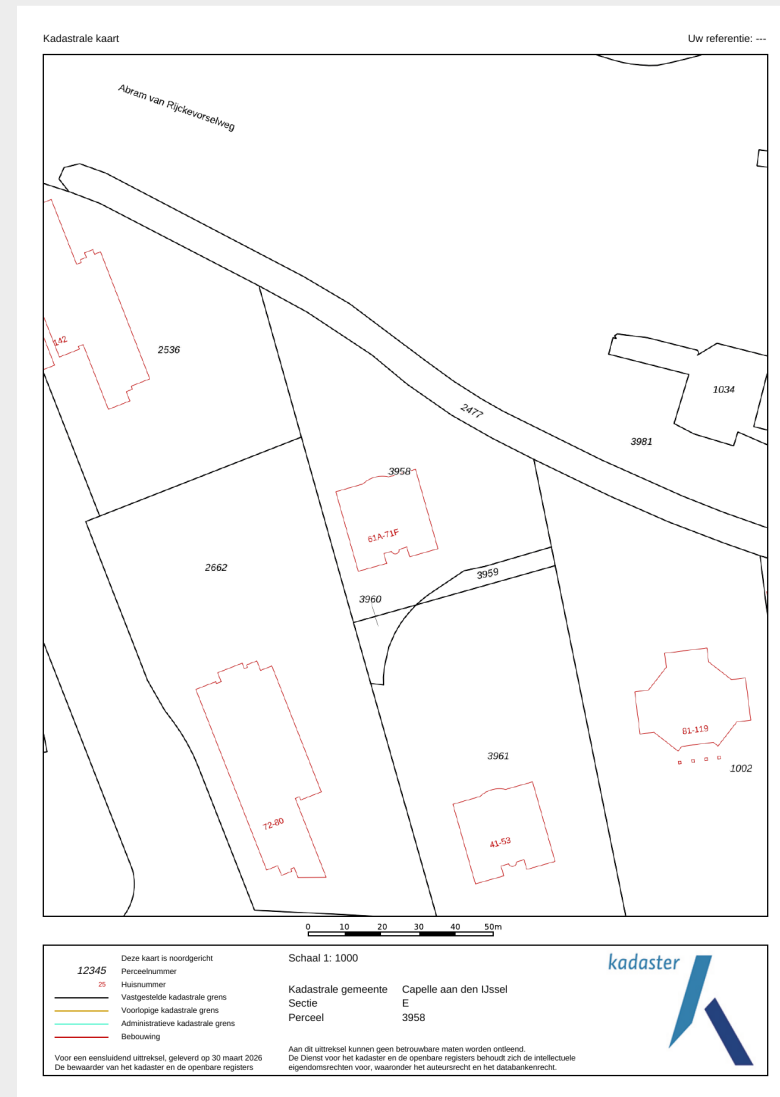 Kadastrale kaart
Uw referentie: ---
Abram van Rijckevorselweg
142
2536
2477
1034
3981
3958
61A-71F
2662
3959
3960
81-119
3961
1002
72-80
41-53
0 10 20 30 40 50m
Deze kaart is noordgericht
12345 Perceelnummer
25 Huisnummer
Vastgestelde kadastrale grens
Voorlopige kadastrale grens
Administratieve kadastrale grens
Bebouwing
Voor een eensluidend uittreksel, geleverd op 30 maart 2026
De bewaarder van het kadaster en de openbare registers
Schaal 1: 1000
Kadastrale gemeente Capelle aan den IJssel
Sectie E
Perceel 3958
Aan dit uittreksel kunnen geen betrouwbare maten worden ontleend.
De Dienst voor het kadaster en de openbare registers behoudt zich de intellectuele
eigendomsrechten voor, waaronder het auteursrecht en het databankenrecht.
kadaster